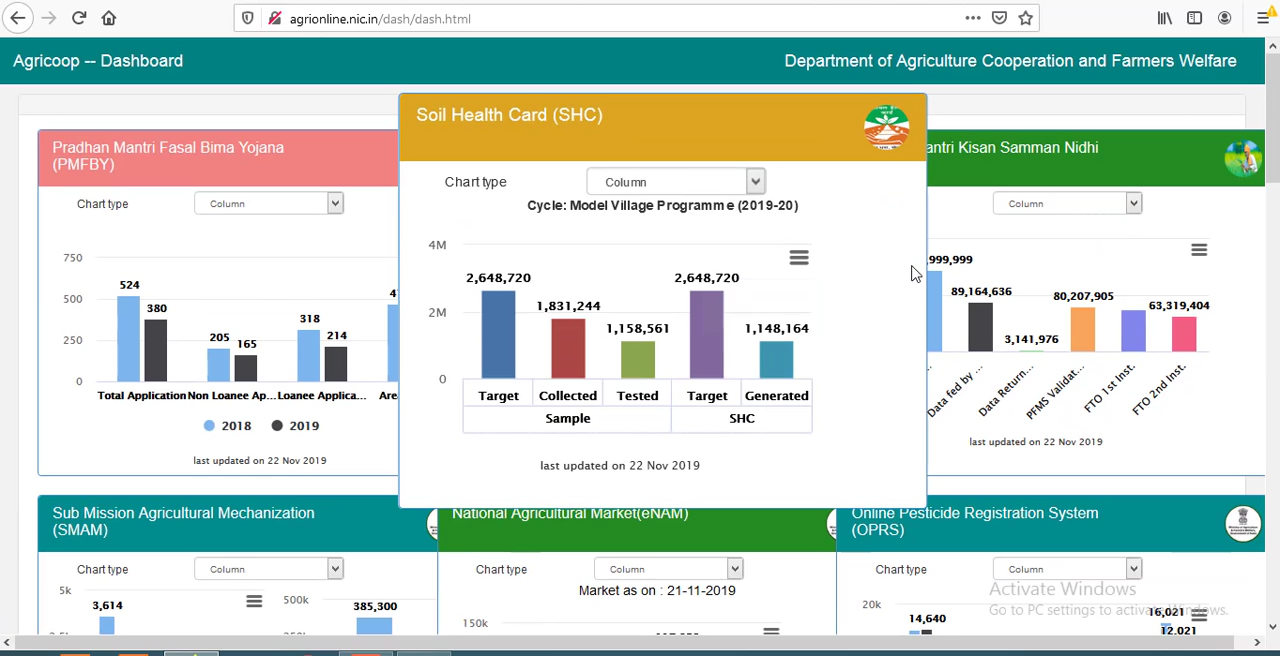 agrionline.nic.in/dash/dash.html
Agricoop -- Dashboard
Department of Agriculture Cooperation and Farmers Welfare
Pradhan Mantri Fasal Bima Yojana
(PMFBY)
Chart type
Column
750
500
250
0
524
380
205
165
318
214
Total Application
Non Loanee Ap...
Loanee Applica...
2018
2019
last updated on 22 Nov 2019
Soil Health Card (SHC)
Chart type
Column
Cycle: Model Village Programme (2019-20)
4M
2M
0
2,648,720
1,831,244
1,158,561
2,648,720
1,148,164
Target
Collected
Tested
Target
Generated
Sample
SHC
last updated on 22 Nov 2019
antri Kisan Samman Nidhi
Column
,999,999
89,164,636
3,141,976
80,207,905
63,319,404
Data fed by ...
Data Return...
PFMS Validat...
FTO 1st Inst.
FTO 2nd Inst.
last updated on 22 Nov 2019
Sub Mission Agricultural Mechanization
(SMAM)
Chart type
Column
5k
3,614
500k
385,300
National Agricultural Market(eNAM)
Chart type
Column
Market as on : 21-11-2019
150k
Online Pesticide Registration System
(OPRS)
Chart type
Column
20k
14,640
16,021
12,021
Activate Windows
Go to PC settings to activate Windows.